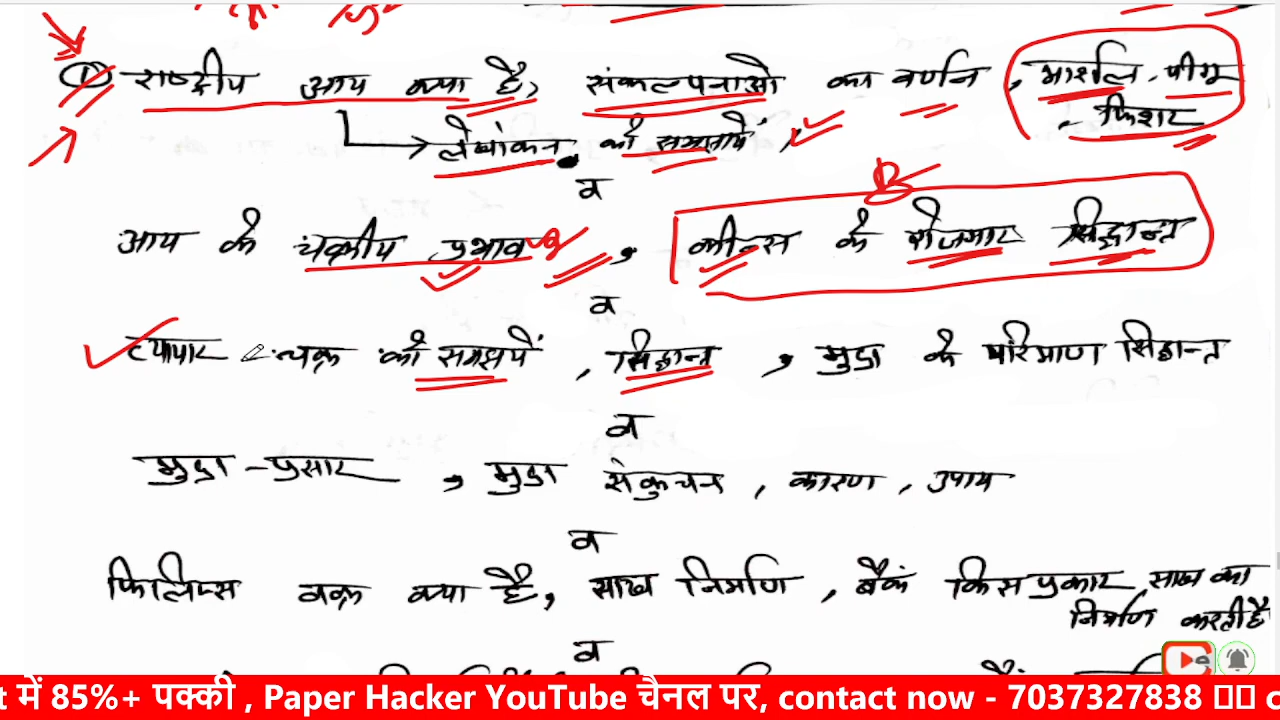 ① राष्ट्रीय आय क्या है, संकल्पनाओं का वर्णन, मार्शल, पीगू
, फिशर
लेखांकन की समस्यायें,
व
आय के चक्रीय प्रभाव, कीन्स के रोजगार सिद्धान्त
व
व्यापार चक्र की समस्यायें, सिद्धान्त, मुद्रा के परिमाण सिद्धान्त
व
मुद्रा-प्रसार, मुद्रा संकुचन, कारण, उपाय
व
फिलिप्स वक्र क्या है, साख निर्माण, बैंकें किस प्रकार साख का
निर्माण करती है
व
t में 85%+ पक्की , Paper Hacker YouTube चैनल पर, contact now - 7037327838 c